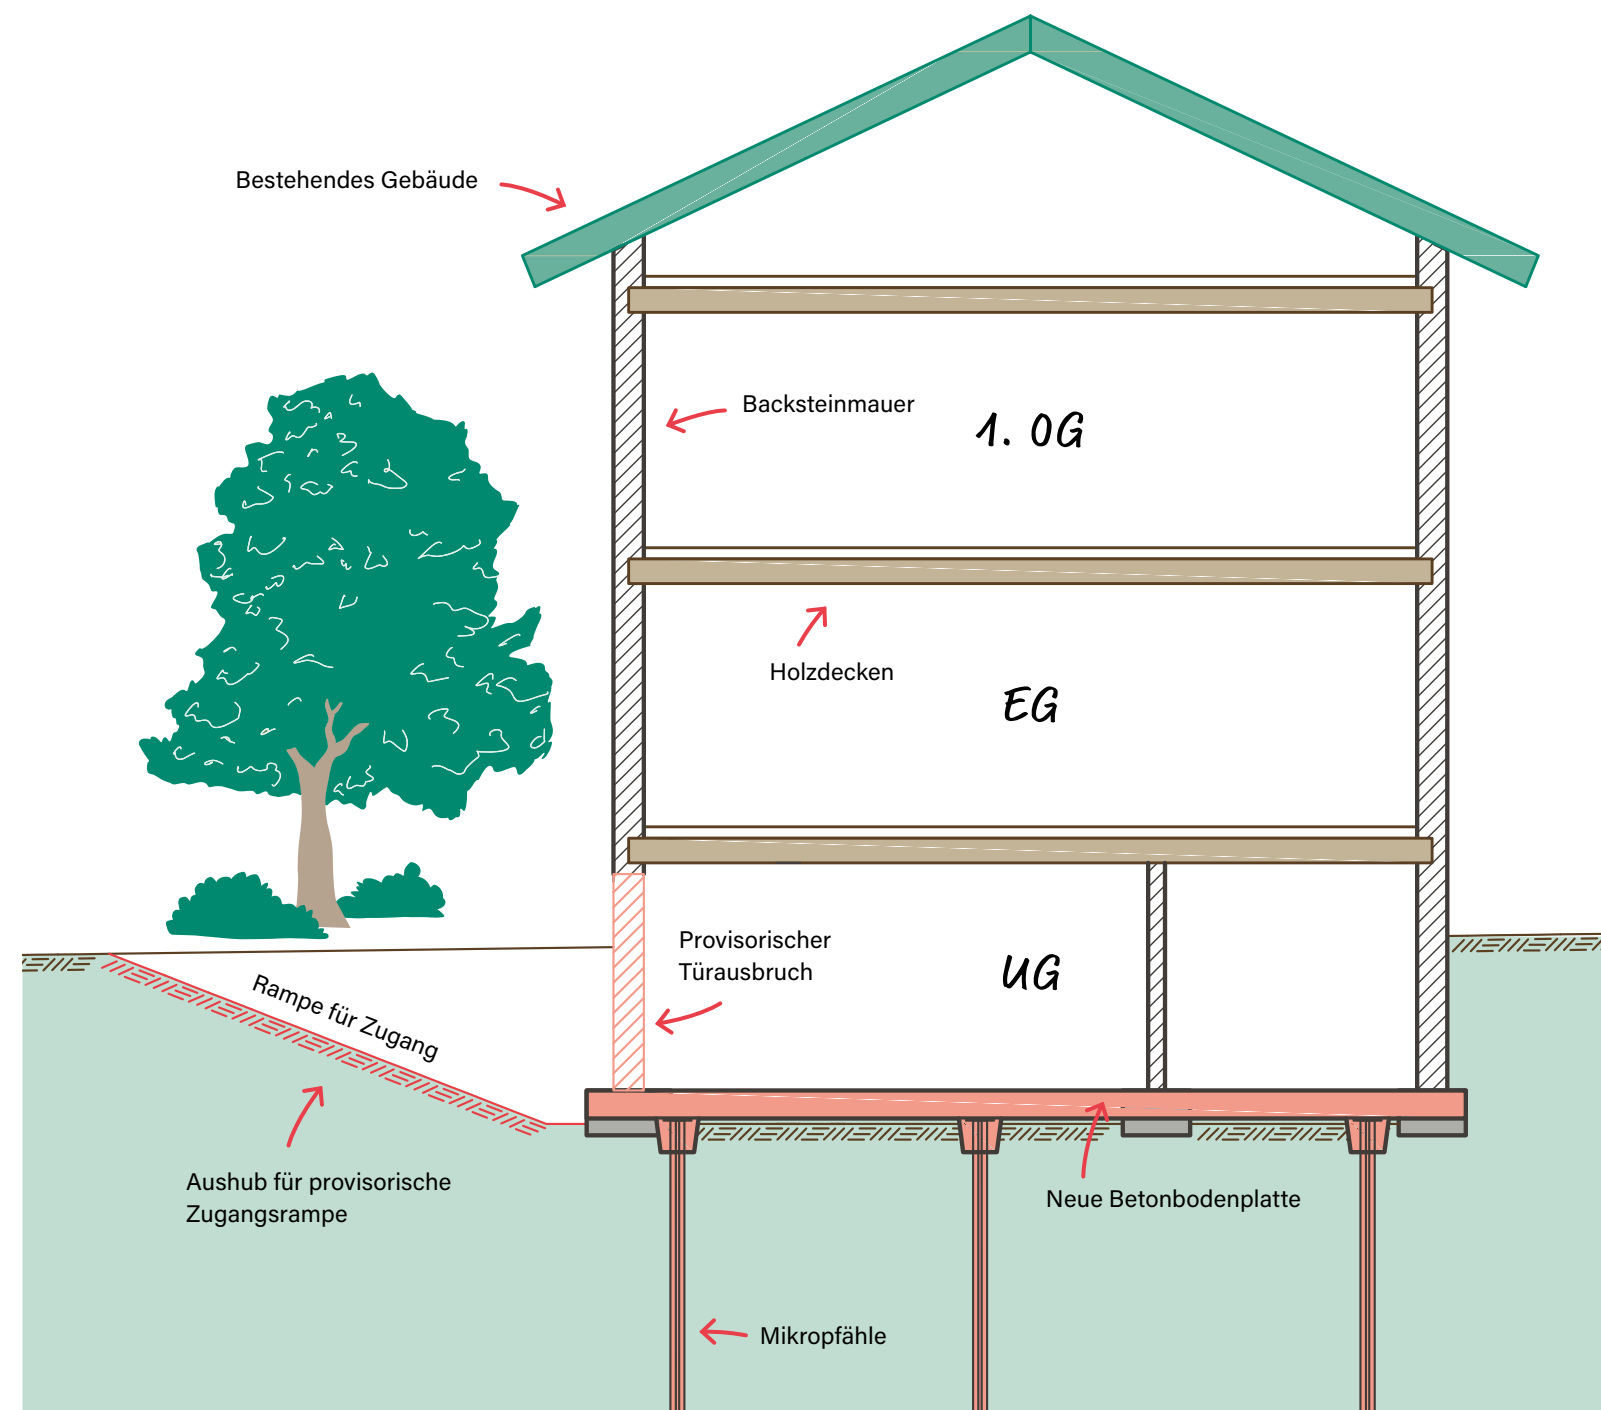 Bestehendes Gebäude
Backsteinmauer
1. OG
Holzdecken
EG
Provisorischer
Türausbruch
UG
Rampe für Zugang
Aushub für provisorische
Zugangsrampe
Neue Betonbodenplatte
Mikropfähle